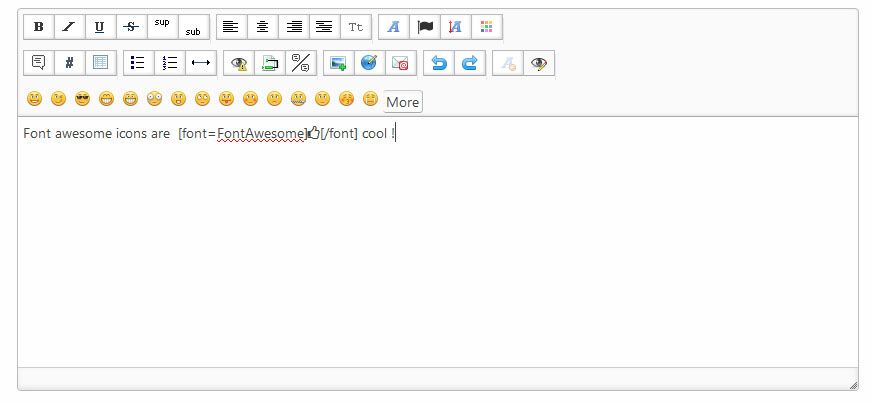 B I U S sup sub Tt A A
# A
More
Font awesome icons are [font=FontAwesome][/font] cool !